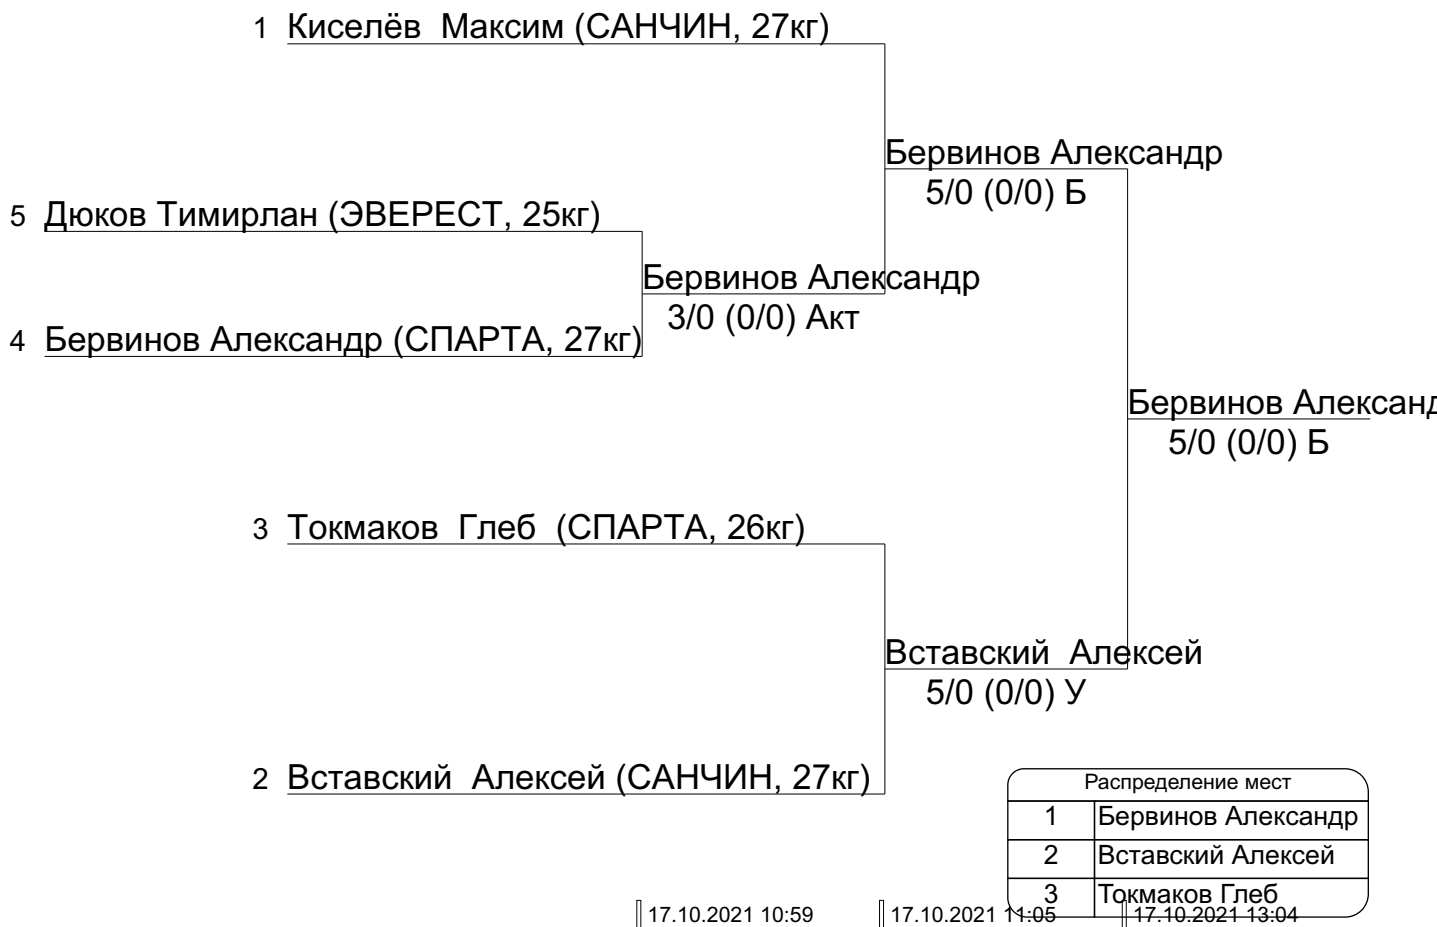 1 Киселёв Максим (САНЧИН, 27кг)
Бервинов Александр
5/0 (0/0) Б
5 Дюков Тимирлан (ЭВЕРЕСТ, 25кг)
Бервинов Александр
3/0 (0/0) Акт
4 Бервинов Александр (СПАРТА, 27кг)
Бервинов Александ
5/0 (0/0) Б
3 Токмаков Глеб (СПАРТА, 26кг)
Вставский Алексей
5/0 (0/0) У
2 Вставский Алексей (САНЧИН, 27кг)
Распределение мест
1 Бервинов Александр
2 Вставский Алексей
3 Токмаков Глеб
17.10.2021 10:59 17.10.2021 11:05 17.10.2021 13:04